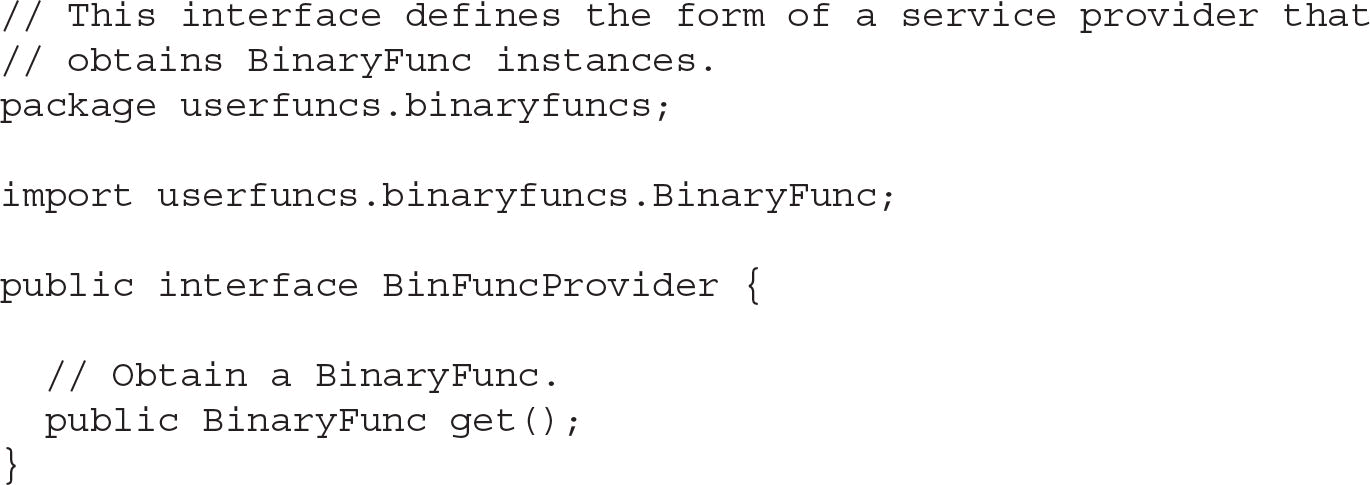 // This interface defines the form of a service provider that
// obtains BinaryFunc instances.
package userfuncs.binaryfuncs;

import userfuncs.binaryfuncs.BinaryFunc;

public interface BinFuncProvider {

  // Obtain a BinaryFunc.
  public BinaryFunc get();
}